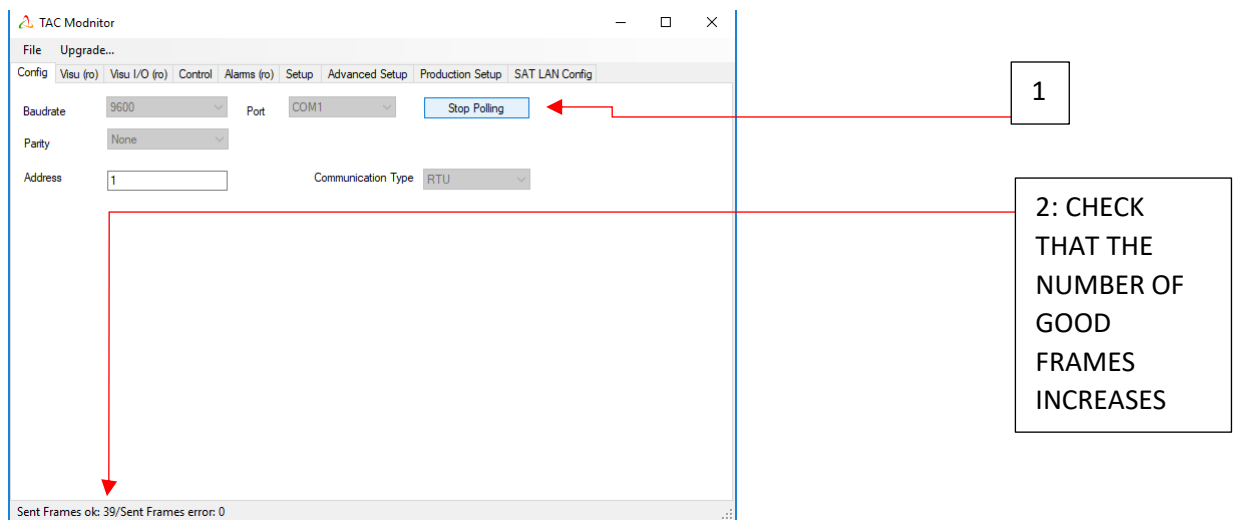 TAC Modnitor
File Upgrade...
Config Visu (ro) Visu I/O (ro) Control Alarms (ro) Setup Advanced Setup Production Setup SAT LAN Config
Baudrate 9600 Port COM1 Stop Polling
Parity None
Address 1 Communication Type RTU
Sent Frames ok: 39/Sent Frames error: 0
1
2: CHECK
THAT THE
NUMBER OF
GOOD
FRAMES
INCREASES